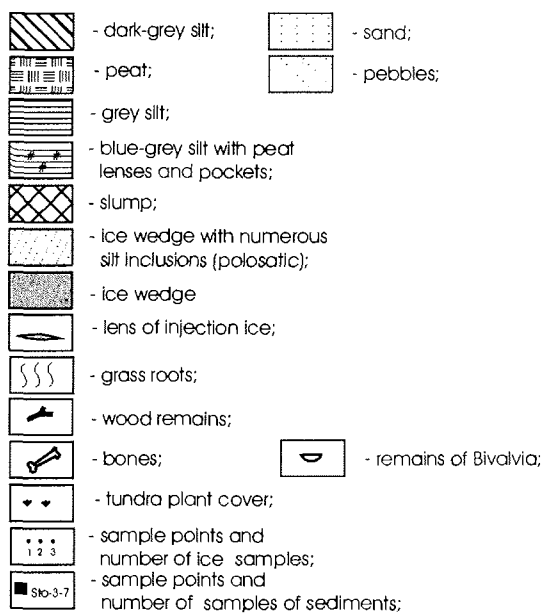 - dark-grey silt;
- sand;
- peat;
- pebbles;
- grey silt;
- blue-grey silt with peat
lenses and pockets;
- slump;
- ice wedge with numerous
silt inclusions (polosatic);
- ice wedge
- lens of injection ice;
- grass roots;
- wood remains;
- bones;
- remains of Bivalvia;
- tundra plant cover;
1 2 3
- sample points and
number of ice samples;
Sto-3-7
- sample points and
number of samples of sediments;